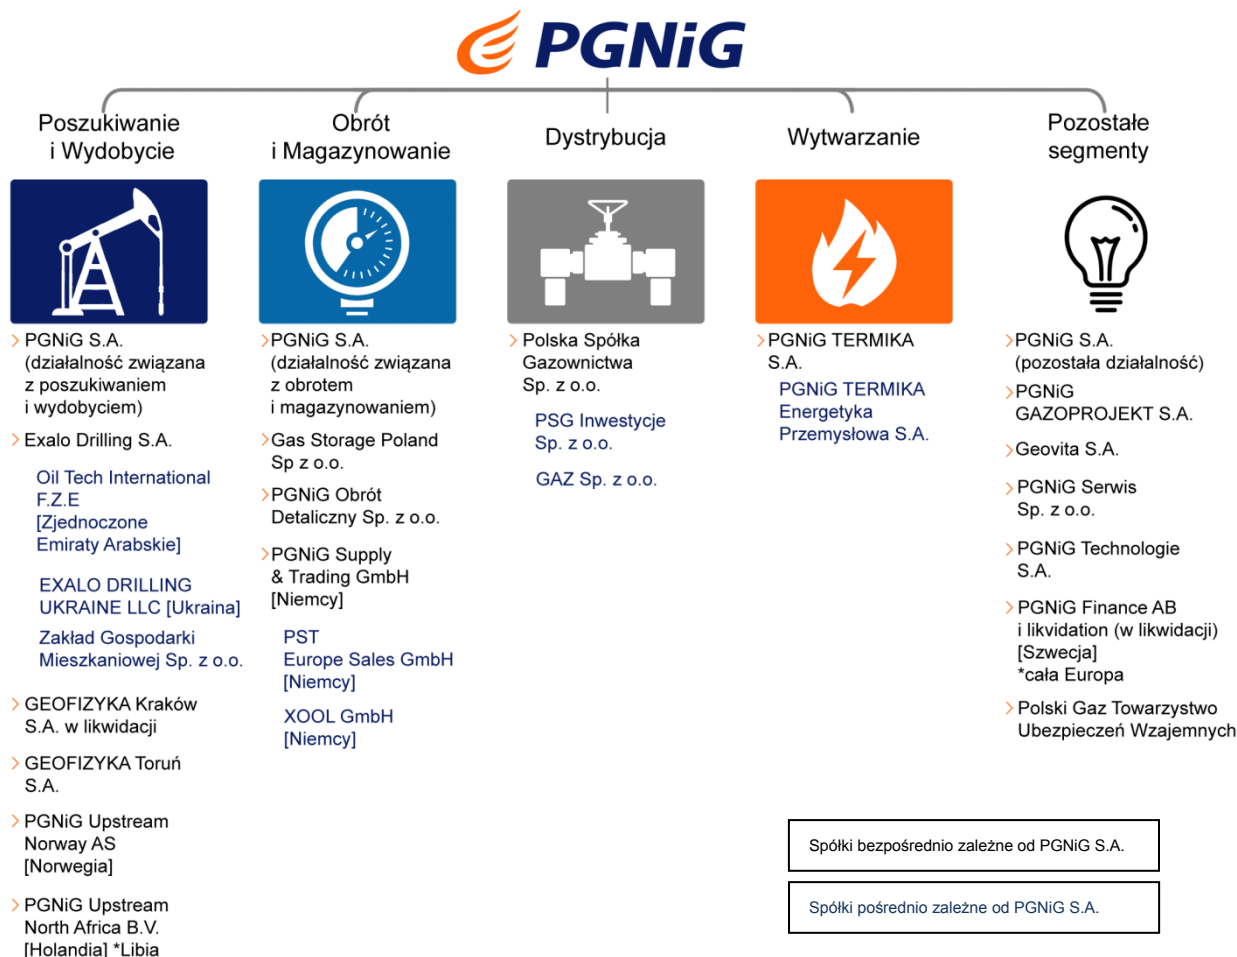 PGNiG
Poszukiwanie
i Wydobycie
PGNiG S.A.
(działalność związana
z poszukiwaniem
i wydobyciem)
Exalo Drilling S.A.
Oil Tech International
F.Z.E
[Zjednoczone
Emiraty Arabskie]
EXALO DRILLING
UKRAINE LLC [Ukraina]
Zakład Gospodarki
Mieszkaniowej Sp. z o.o.
GEOFIZYKA Kraków
S.A. w likwidacji
GEOFIZYKA Toruń
S.A.
PGNiG Upstream
Norway AS
[Norwegia]
PGNiG Upstream
North Africa B.V.
[Holandia] *Libia
Obrót
i Magazynowanie
PGNiG S.A.
(działalność związana
z obrotem
i magazynowaniem)
Gas Storage Poland
Sp z o.o.
PGNiG Obrót
Detaliczny Sp. z o.o.
PGNiG Supply
& Trading GmbH
[Niemcy]
PST
Europe Sales GmbH
[Niemcy]
XOOL GmbH
[Niemcy]
Dystrybucja
Polska Spółka
Gazownictwa
Sp. z o.o.
PSG Inwestycje
Sp. z o.o.
GAZ Sp. z o.o.
Wytwarzanie
PGNiG TERMIKA
S.A.
PGNiG TERMIKA
Energetyka
Przemysłowa S.A.
Pozostałe
segmenty
PGNiG S.A.
(pozostała działalność)
PGNiG
GAZOPROJEKT S.A.
Geovita S.A.
PGNiG Serwis
Sp. z o.o.
PGNiG Technologie
S.A.
PGNiG Finance AB
i likvidation (w likwidacji)
[Szwecja]
*cała Europa
Polski Gaz Towarzystwo
Ubezpieczeń Wzajemnych
Spółki bezpośrednio zależne od PGNiG S.A.
Spółki pośrednio zależne od PGNiG S.A.